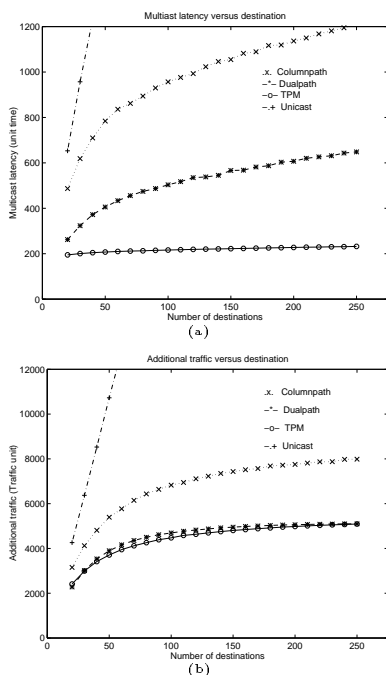 Multiast latency versus destination
1200
1000
800
600
400
200
0
Multicast latency (unit time)
.x. Columnpath
-*- Dualpath
-o- TPM
-.+ Unicast
0 50 100 150 200 250
Number of destinations
(a)
Additional traffic versus destination
12000
10000
8000
6000
4000
2000
0
Additional traffic (Traffic unit)
.x. Columnpath
-*- Dualpath
-o- TPM
-.+ Unicast
0 50 100 150 200 250
Number of destinations
(b)